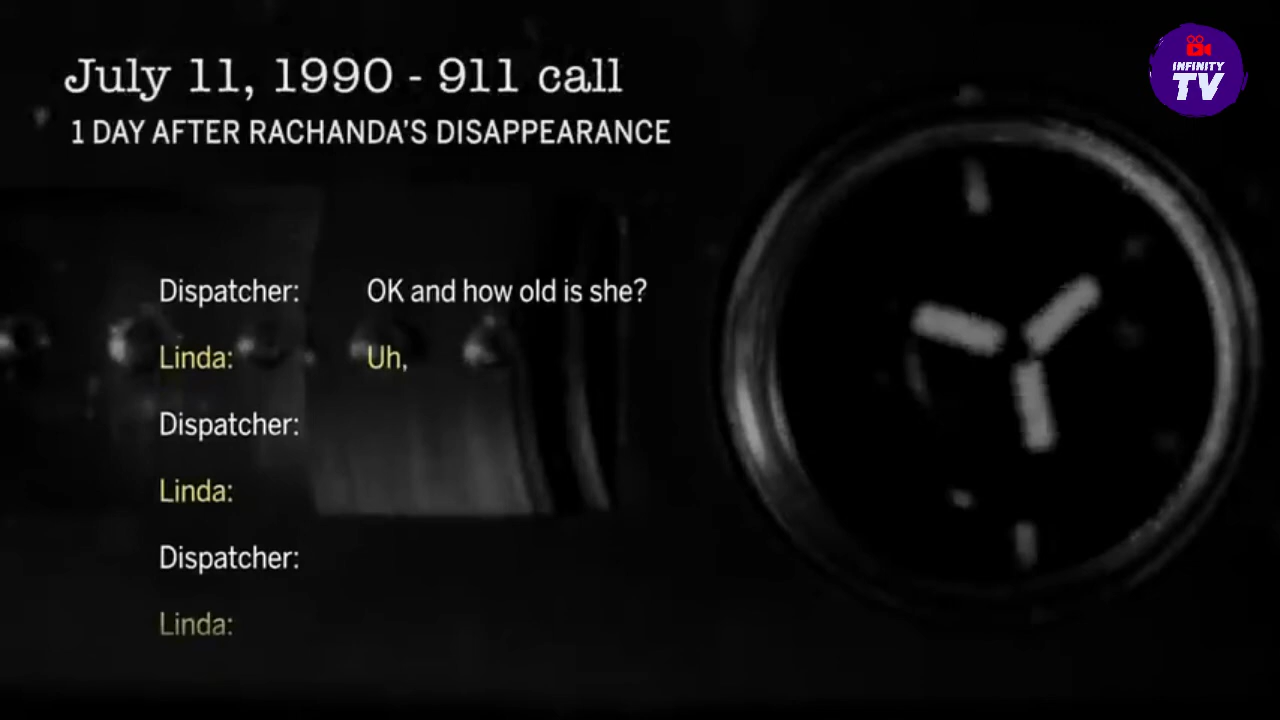 July 11, 1990 - 911 call
1 DAY AFTER RACHANDA'S DISAPPEARANCE
INFINITY
TV
Dispatcher: OK and how old is she?
Linda: Uh,
Dispatcher:
Linda:
Dispatcher:
Linda: